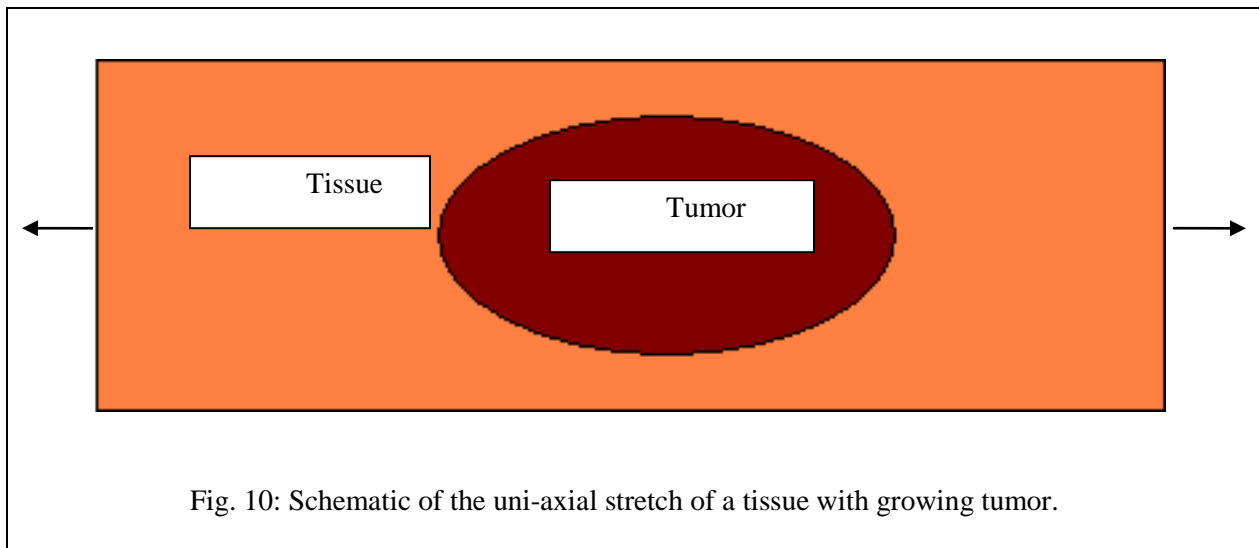 Tissue
Tumor
Fig. 10: Schematic of the uni-axial stretch of a tissue with growing tumor.